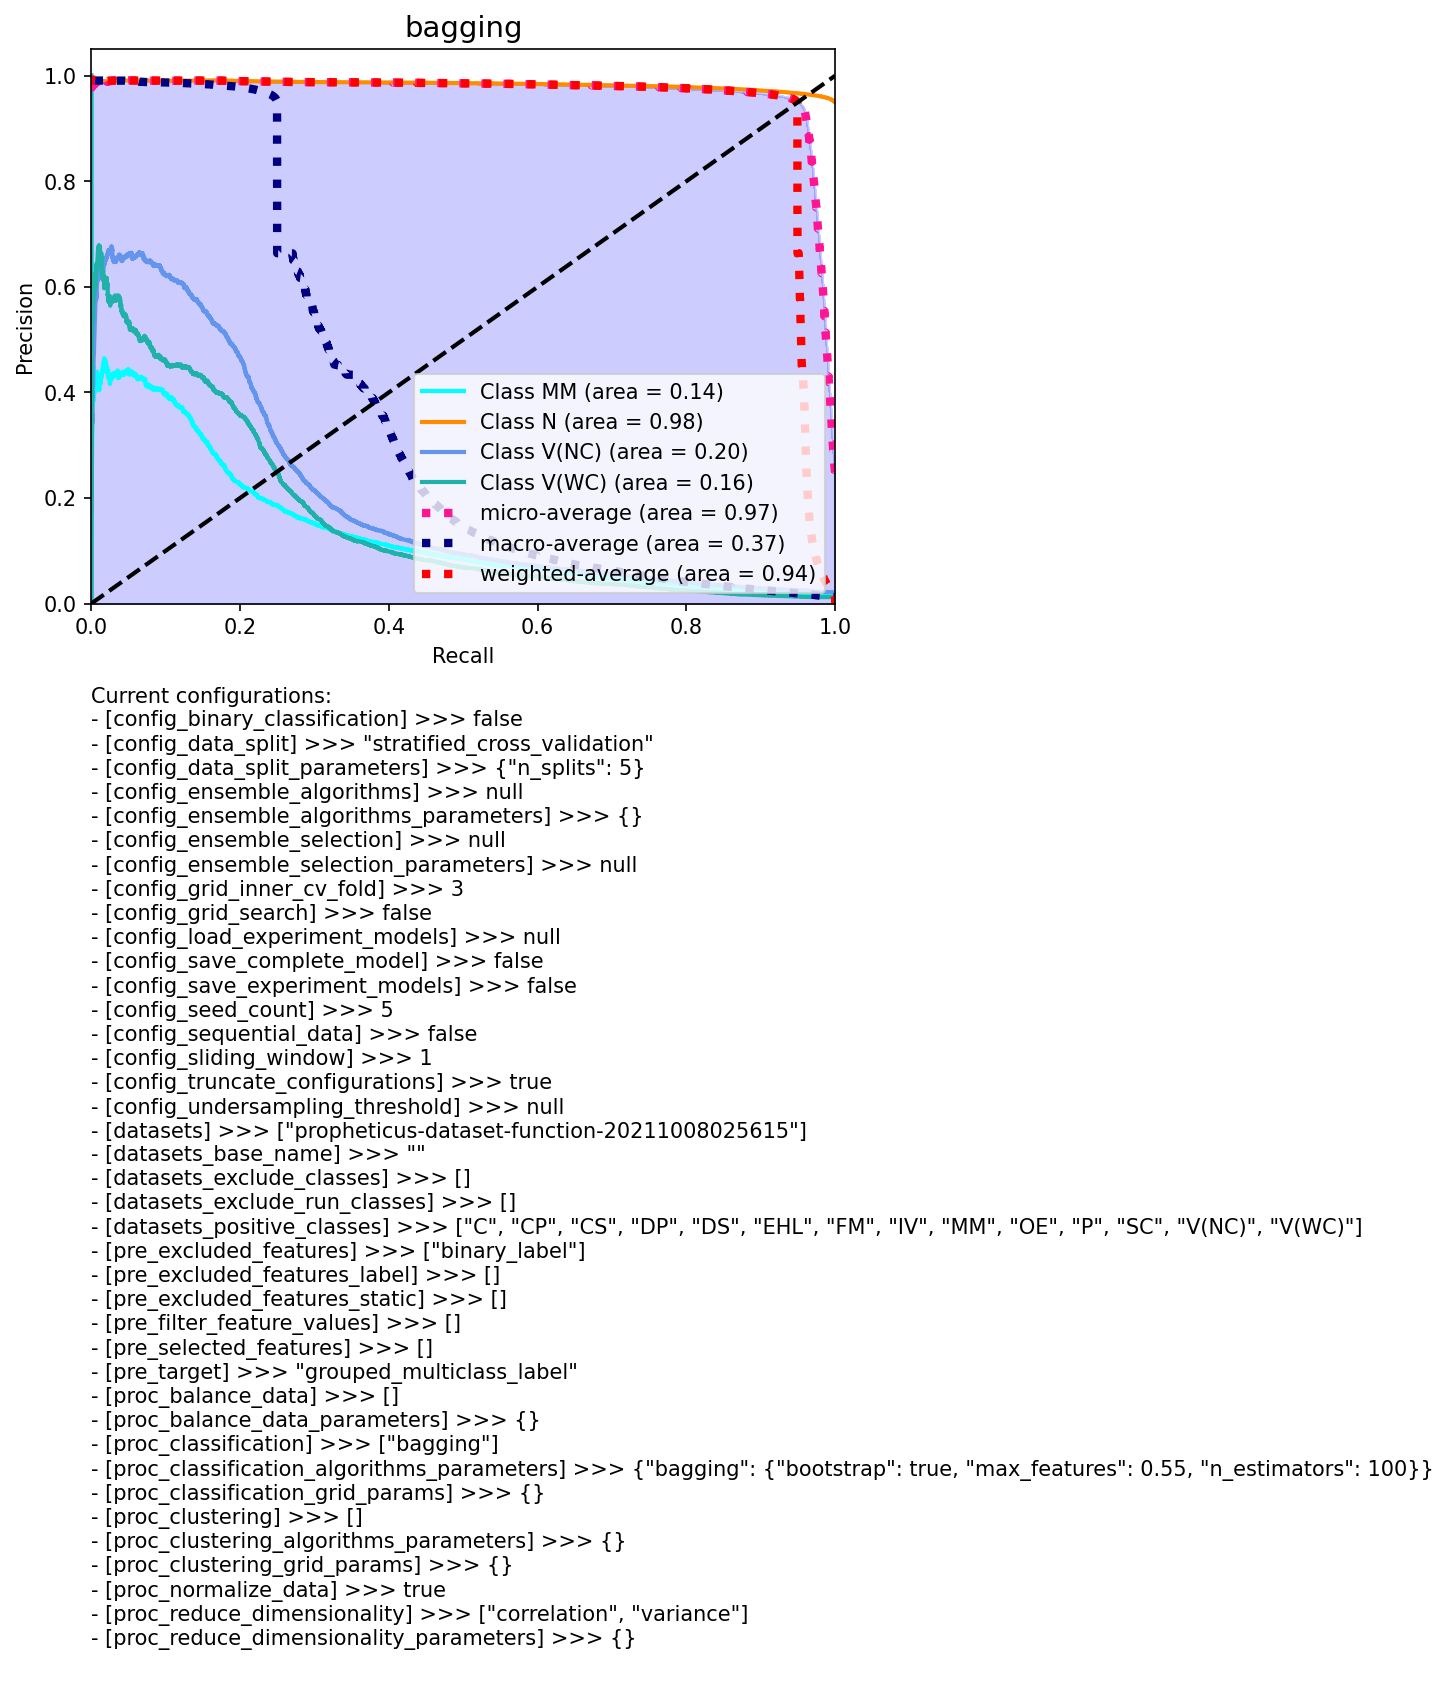 bagging
1.0
0.8
0.6
0.4
0.2
0.0
Precision
0.0 0.2 0.4 0.6 0.8 1.0
Recall
Class MM (area = 0.14)
Class N (area = 0.98)
Class V(NC) (area = 0.20)
Class V(WC) (area = 0.16)
micro-average (area = 0.97)
macro-average (area = 0.37)
weighted-average (area = 0.94)
Current configurations:
- [config_binary_classification] >>> false
- [config_data_split] >>> "stratified_cross_validation"
- [config_data_split_parameters] >>> {"n_splits": 5}
- [config_ensemble_algorithms] >>> null
- [config_ensemble_algorithms_parameters] >>> {}
- [config_ensemble_selection] >>> null
- [config_ensemble_selection_parameters] >>> null
- [config_grid_inner_cv_fold] >>> 3
- [config_grid_search] >>> false
- [config_load_experiment_models] >>> null
- [config_save_complete_model] >>> false
- [config_save_experiment_models] >>> false
- [config_seed_count] >>> 5
- [config_sequential_data] >>> false
- [config_sliding_window] >>> 1
- [config_truncate_configurations] >>> true
- [config_undersampling_threshold] >>> null
- [datasets] >>> ["propheticus-dataset-function-20211008025615"]
- [datasets_base_name] >>> ""
- [datasets_exclude_classes] >>> []
- [datasets_exclude_run_classes] >>> []
- [datasets_positive_classes] >>> ["C", "CP", "CS", "DP", "DS", "EHL", "FM", "IV", "MM", "OE", "P", "SC", "V(NC)", "V(WC)"]
- [pre_excluded_features] >>> ["binary_label"]
- [pre_excluded_features_label] >>> []
- [pre_excluded_features_static] >>> []
- [pre_filter_feature_values] >>> []
- [pre_selected_features] >>> []
- [pre_target] >>> "grouped_multiclass_label"
- [proc_balance_data] >>> []
- [proc_balance_data_parameters] >>> {}
- [proc_classification] >>> ["bagging"]
- [proc_classification_algorithms_parameters] >>> {"bagging": {"bootstrap": true, "max_features": 0.55, "n_estimators": 100}}
- [proc_classification_grid_params] >>> {}
- [proc_clustering] >>> []
- [proc_clustering_algorithms_parameters] >>> {}
- [proc_clustering_grid_params] >>> {}
- [proc_normalize_data] >>> true
- [proc_reduce_dimensionality] >>> ["correlation", "variance"]
- [proc_reduce_dimensionality_parameters] >>> {}